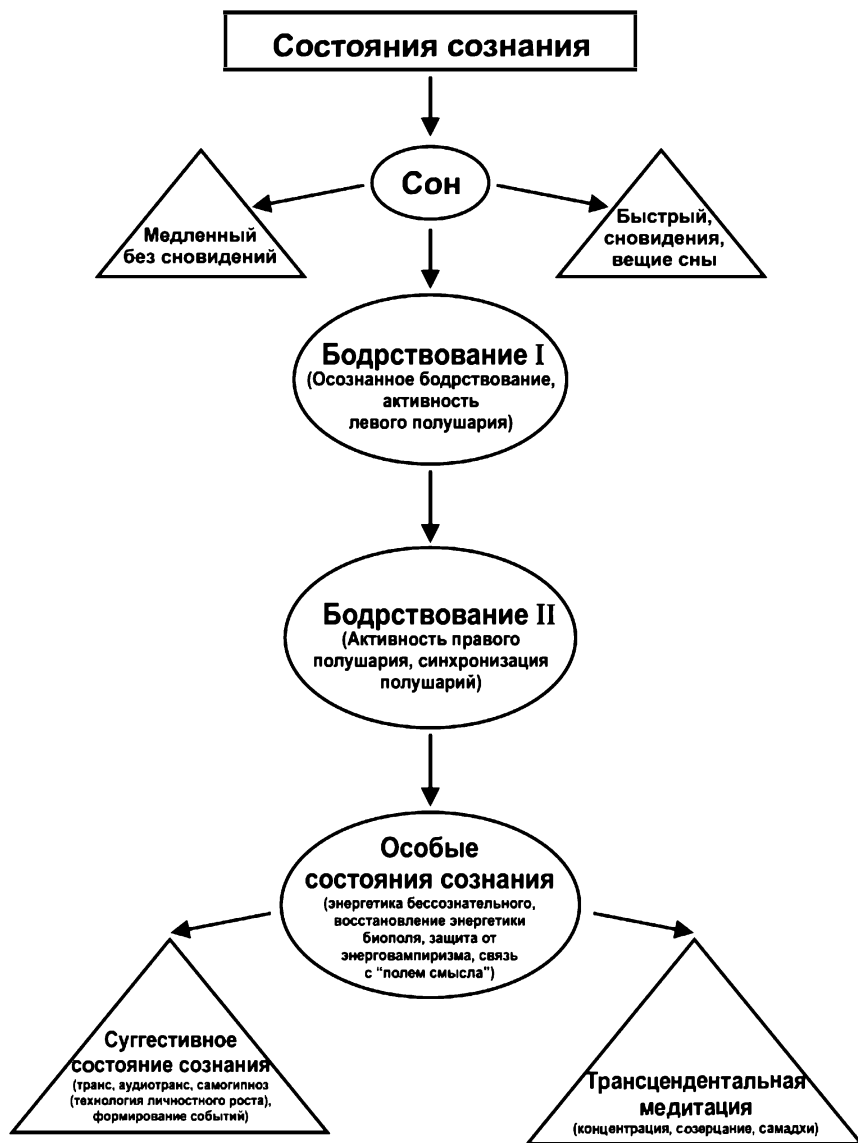 Состояния сознания
Сон
Медленный
без сновидений
Быстрый,
сновидения,
вещие сны
Бодрствование I
(Осознанное бодрствование,
активность
левого полушария)
Бодрствование II
(Активность правого
полушария, синхронизация
полушарий)
Особые
состояния сознания
(энергетика бессознательного,
восстановление энергетики
биополя, защита от
энерговампиризма, связь
с “полем смысла”)
Суггестивное
состояние сознания
(транс, аудиотранс, самогипноз
(технология личностного роста),
формирование событий)
Трансцендентальная
медитация
(концентрация, созерцание, самадхи)